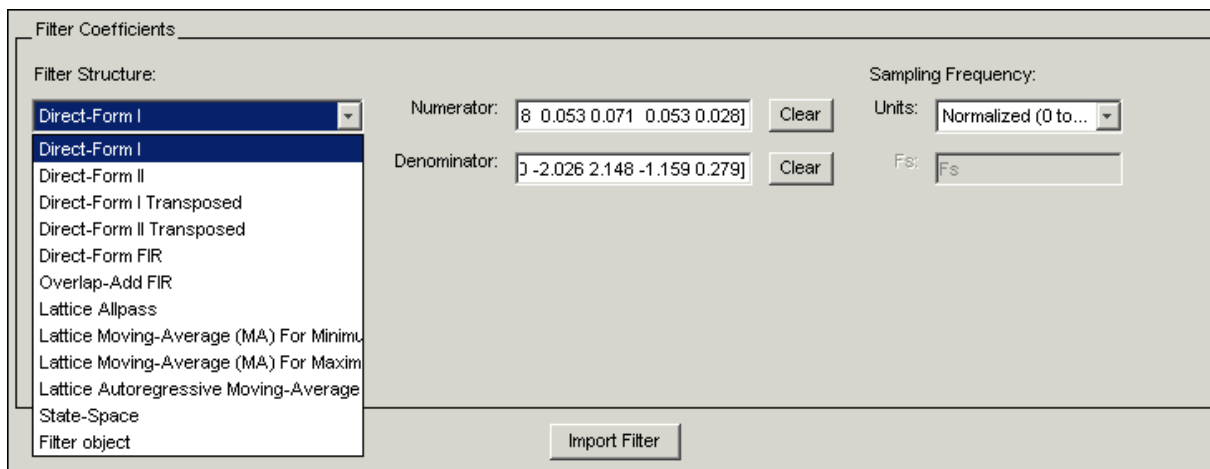 Filter Coefficients
Filter Structure:
Sampling Frequency:
Direct-Form I
Numerator:
8 0.053 0.071 0.053 0.028]
Clear
Units:
Normalized (0 to...
Direct-Form I
Direct-Form II
Direct-Form I Transposed
Direct-Form II Transposed
Direct-Form FIR
Overlap-Add FIR
Lattice Allpass
Lattice Moving-Average (MA) For Minimu
Lattice Moving-Average (MA) For Maxim
Lattice Autoregressive Moving-Average
State-Space
Filter object
Denominator:
0 -2.026 2.148 -1.159 0.279]
Clear
Fs:
Fs
Import Filter